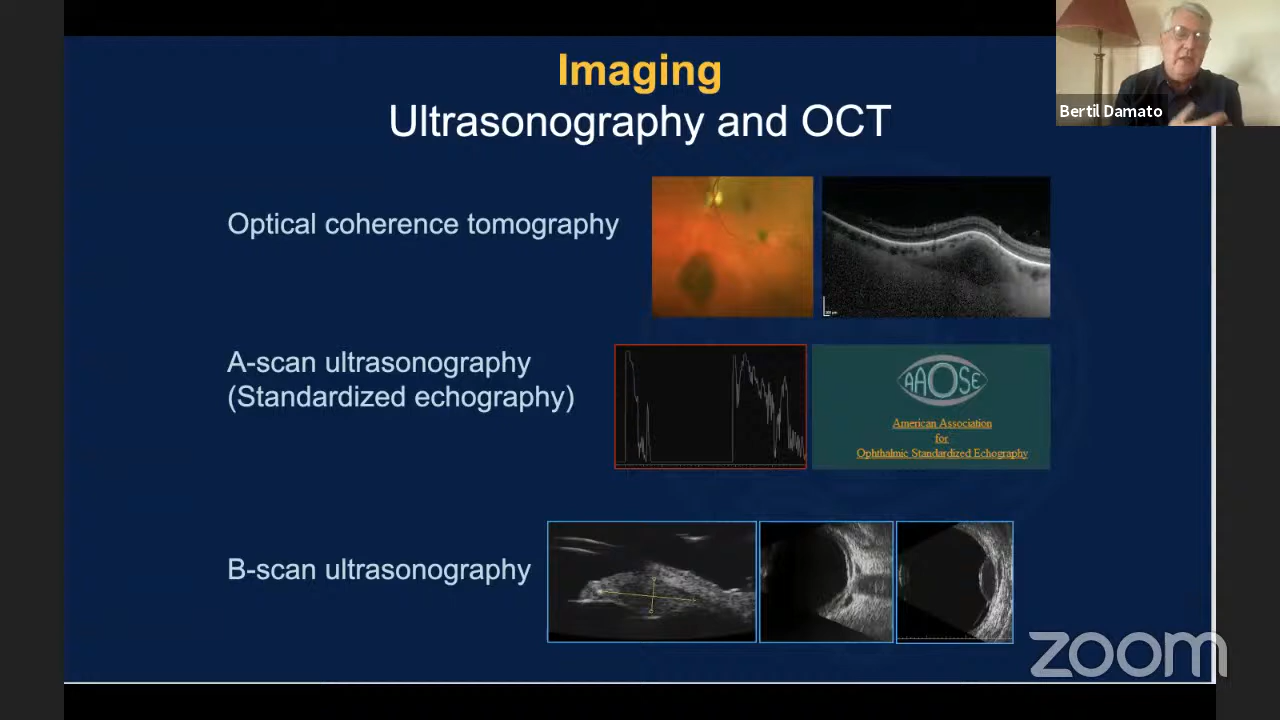 Imaging
Ultrasonography and OCT
Bertil Damato
Optical coherence tomography
A-scan ultrasonography
(Standardized echography)
AAOSE
American Association
for
Ophthalmic Standardized Echography
B-scan ultrasonography
zoom